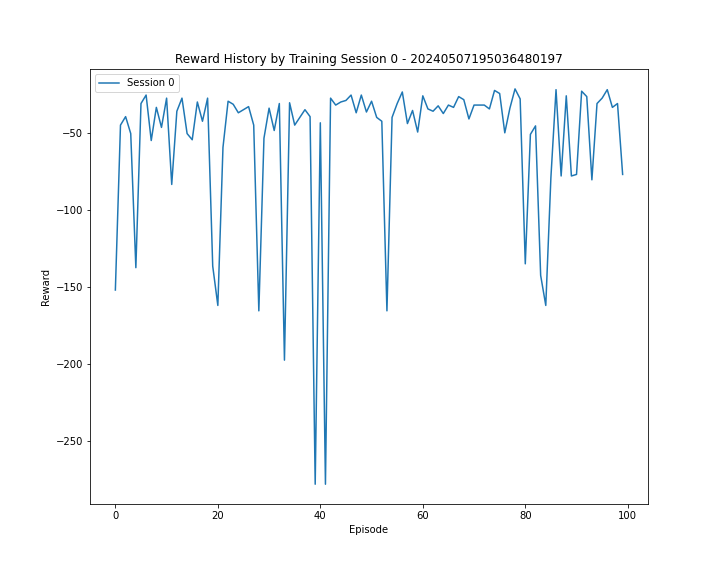 Reward History by Training Session 0 - 20240507195036480197
Session 0
−50
−100
−150
−200
−250
Reward
0 20 40 60 80 100
Episode